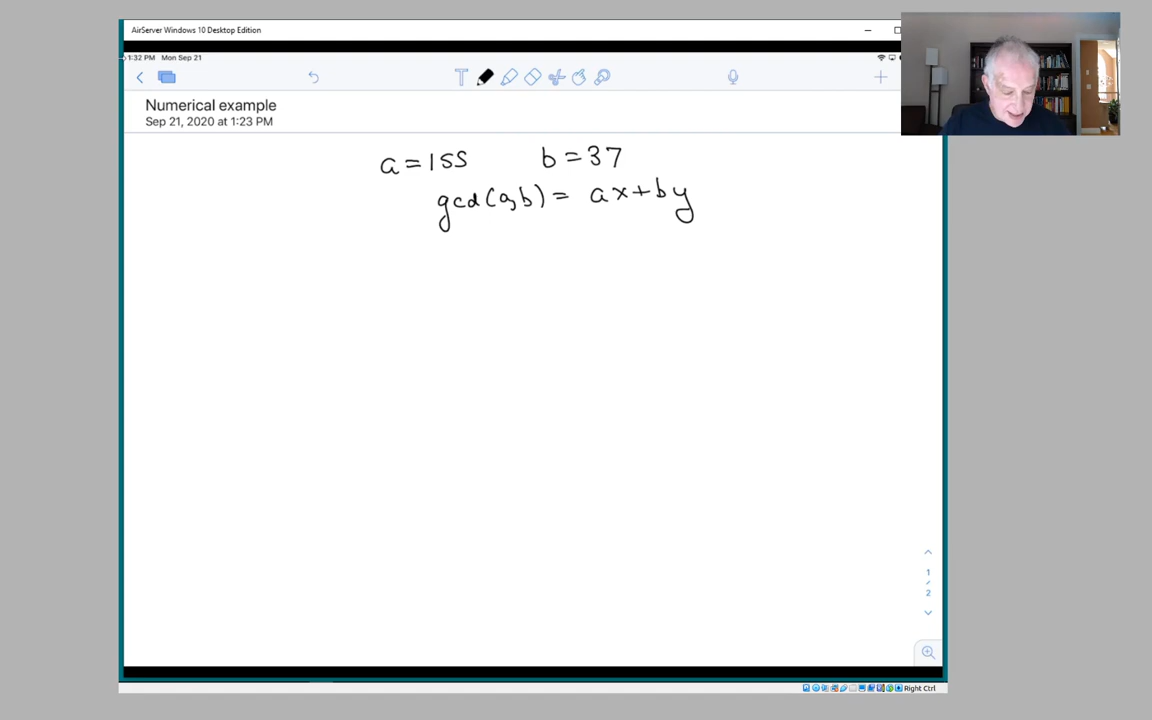 AirServer Windows 10 Desktop Edition
1:32 PM Mon Sep 21
T
Numerical example
Sep 21, 2020 at 1:23 PM
a=155 b=37
gcd(a,b)= ax+by
1
/
2
Right Ctrl